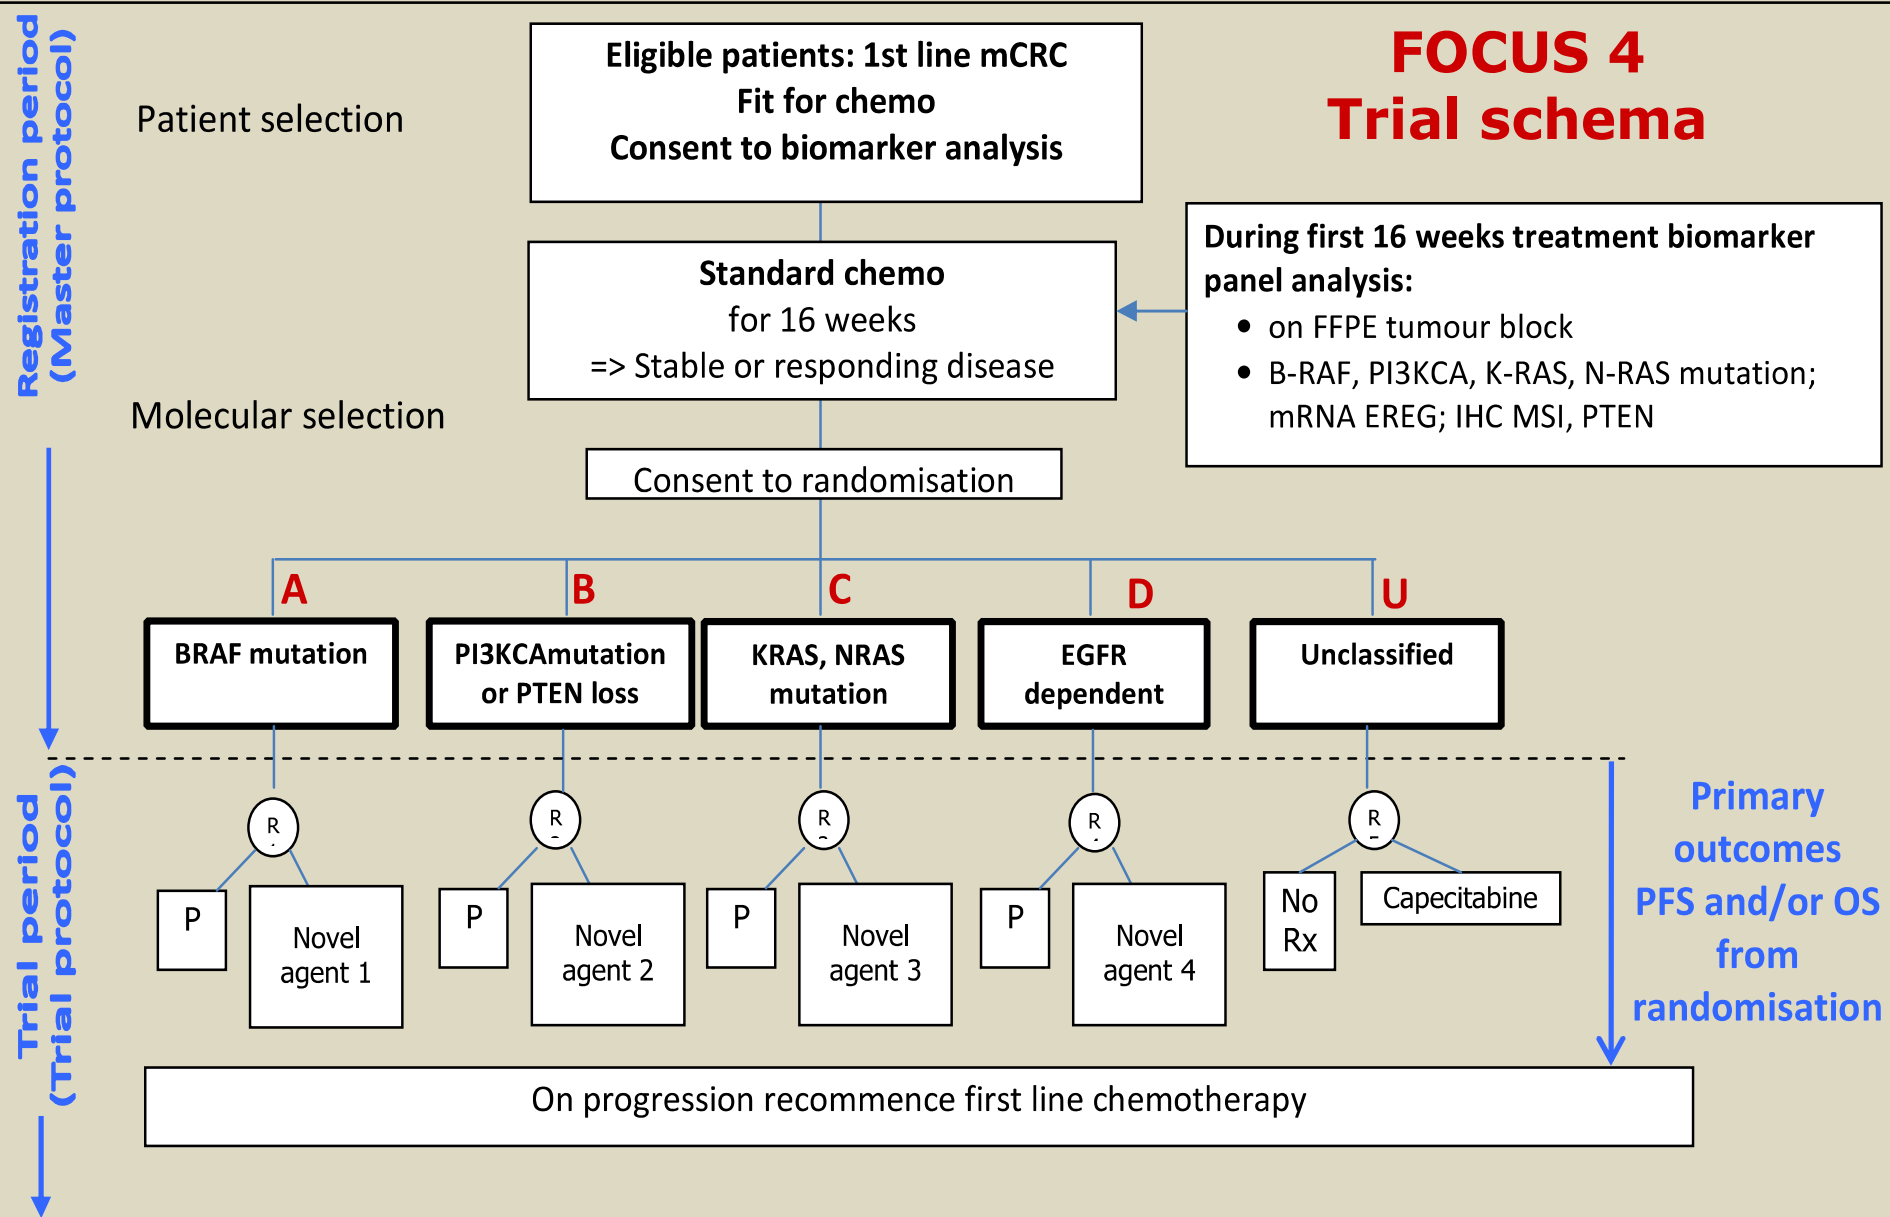 Registration period
(Master protocol)
Patient selection
Eligible patients: 1st line mCRC
Fit for chemo
Consent to biomarker analysis
FOCUS 4
Trial schema
Standard chemo
for 16 weeks
=> Stable or responding disease
During first 16 weeks treatment biomarker
panel analysis:
• on FFPE tumour block
• B-RAF, PI3KCA, K-RAS, N-RAS mutation;
mRNA EREG; IHC MSI, PTEN
Molecular selection
Consent to randomisation
A
B
C
D
U
BRAF mutation
PI3KCAmutation
or PTEN loss
KRAS, NRAS
mutation
EGFR
dependent
Unclassified
Trial period
(Trial protocol)
R
R
R
R
R
P
Novel
agent 1
P
Novel
agent 2
P
Novel
agent 3
P
Novel
agent 4
No
Rx
Capecitabine
Primary
outcomes
PFS and/or OS
from
randomisation
On progression recommence first line chemotherapy